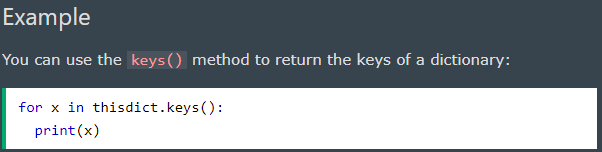 Example
You can use the keys() method to return the keys of a dictionary:
for x in thisdict.keys():
  print(x)